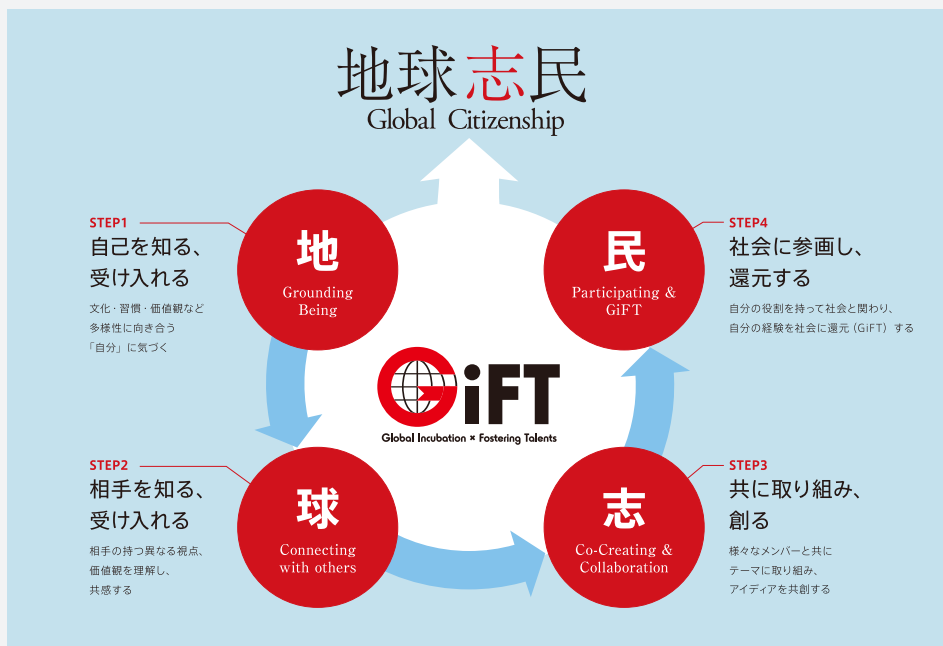 地球志民
Global Citizenship
STEP1
自己を知る、
受け入れる
文化・習慣・価値観など
多様性に向き合う
「自分」に気づく
地
Grounding
Being
STEP2
相手を知る、
受け入れる
相手の持つ異なる視点、
価値観を理解し、
共感する
球
Connecting
with others
STEP3
共に取り組み、
創る
様々なメンバーと共に
テーマに取り組み、
アイディアを共創する
志
Co-Creating &
Collaboration
STEP4
社会に参画し、
還元する
自分の役割を持って社会と関わり、
自分の経験を社会に還元（GiFT）する
民
Participating &
GiFT
GiFT
Global Incubation × Fostering Talents